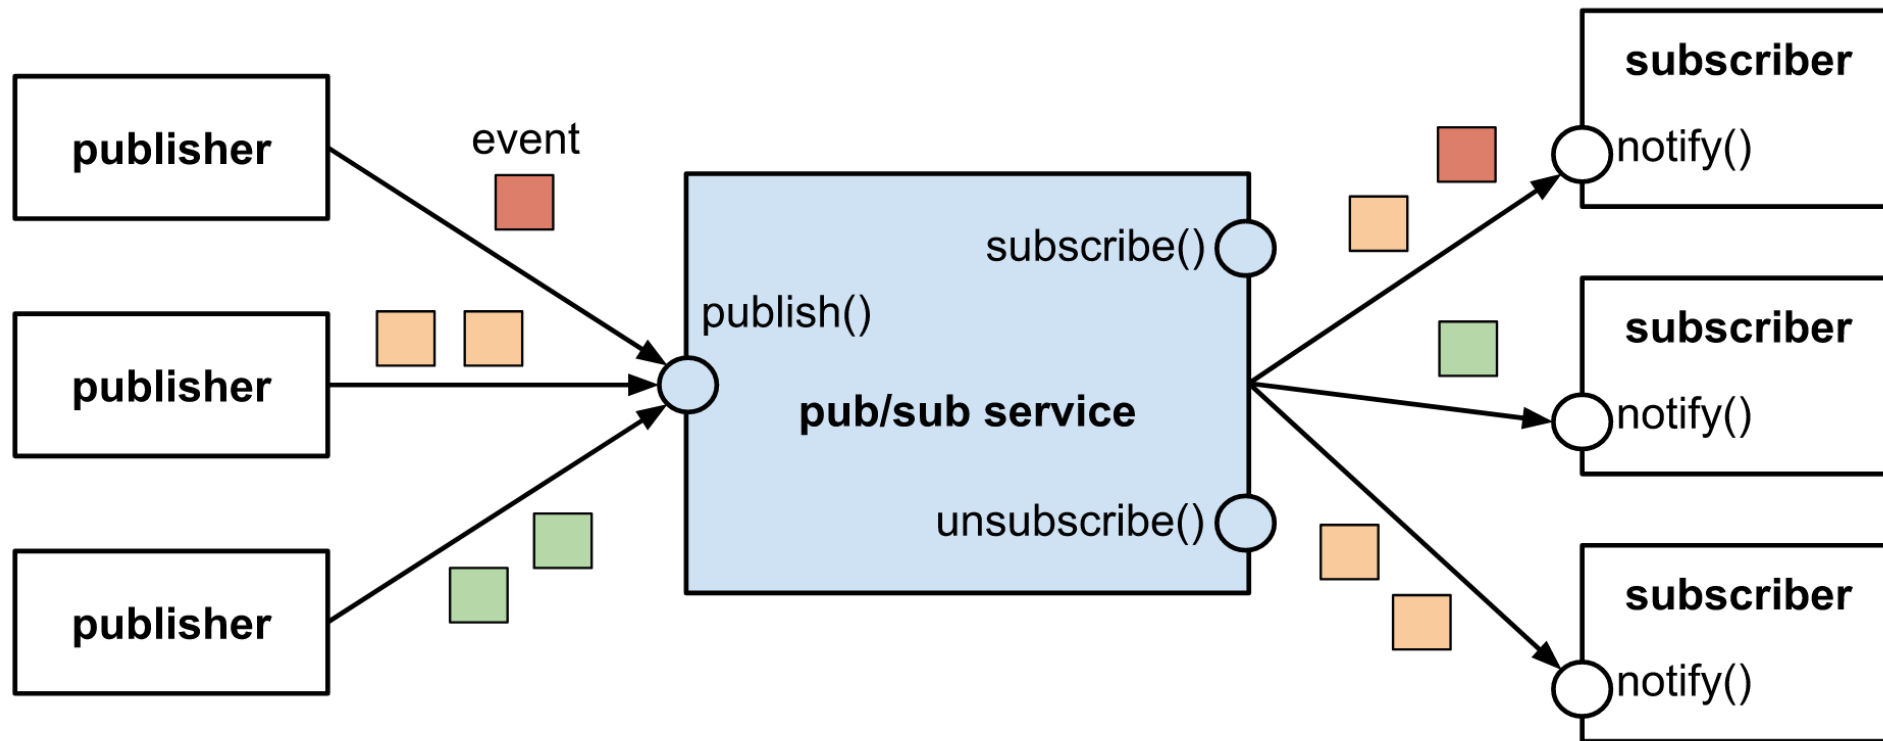 publisher
event
publisher
publisher
publish()
subscribe()
pub/sub service
unsubscribe()
subscriber
notify()
subscriber
notify()
subscriber
notify()